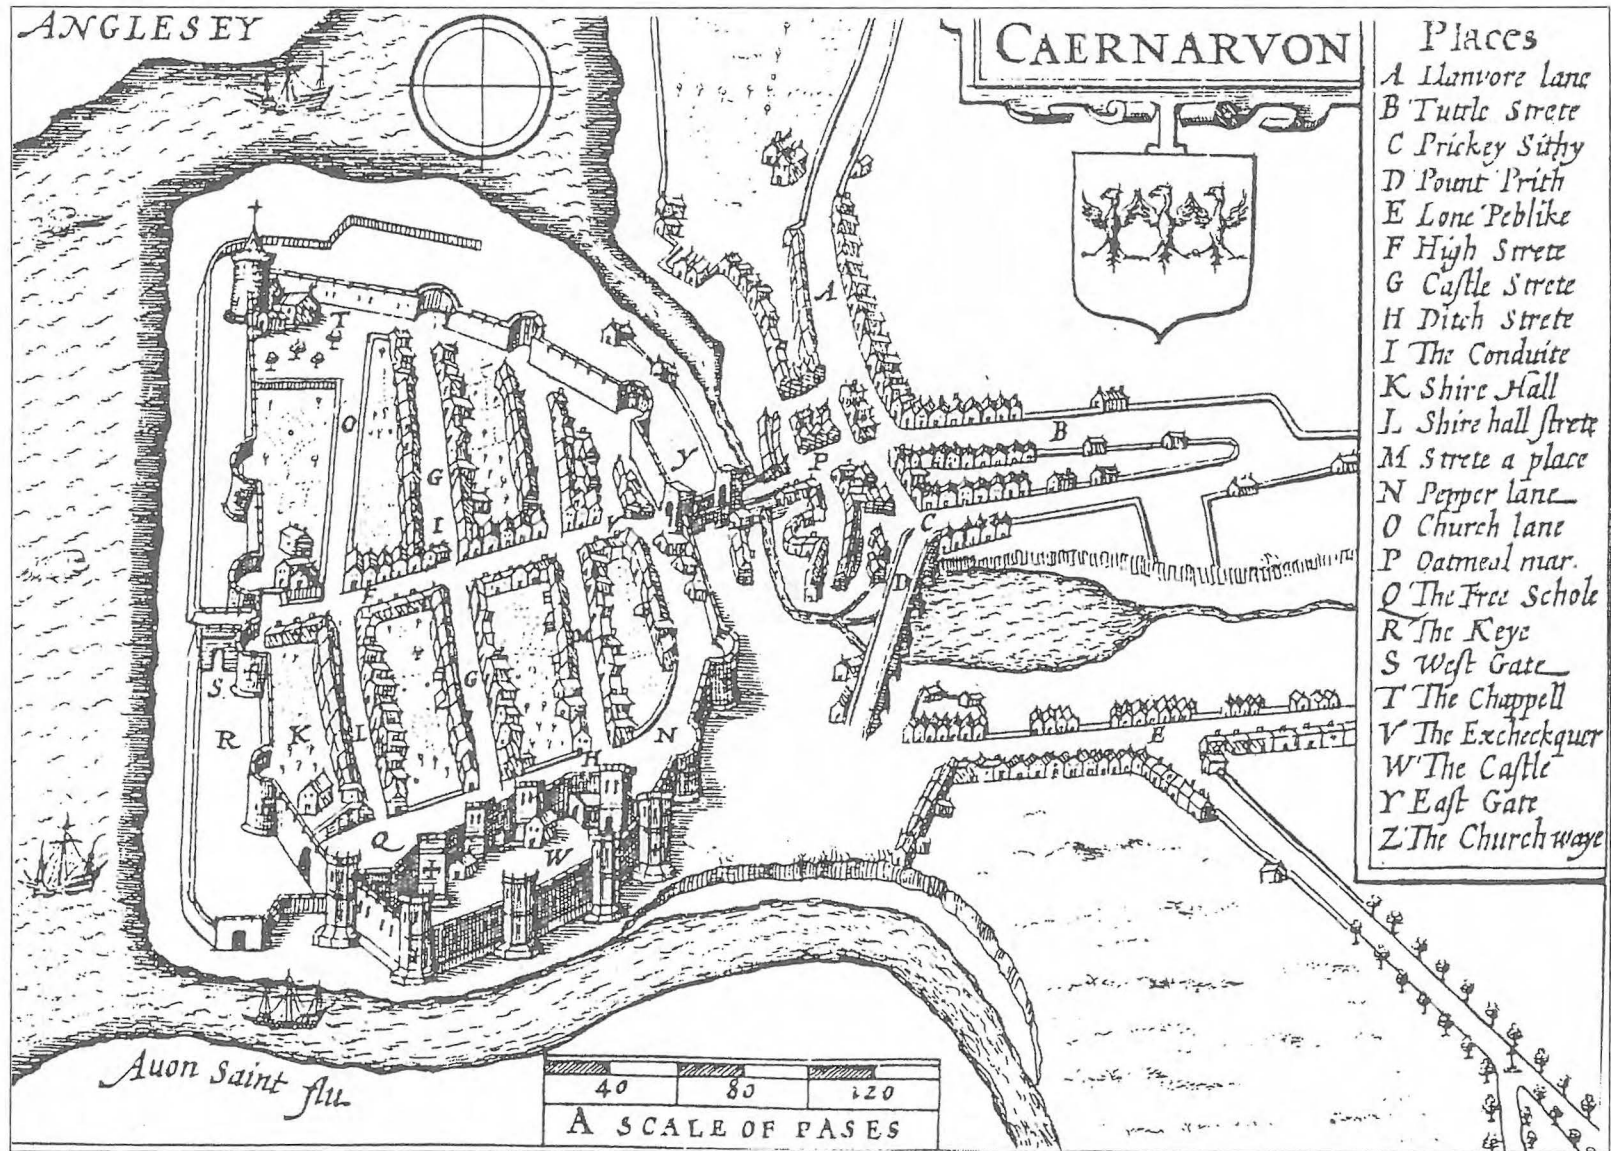 ANGLESEY
CAERNARVON
Places
A Llanvore lane
B Tuttle Strete
C Prickey Sithy
D Pount Prith
E Lone Peblike
F High Strete
G Castle Strete
H Ditch Strete
I The Conduite
K Shire Hall
L Shire hall strete
M Strete a place
N Pepper lane
O Church lane
P Oatmeal mar.
Q The Free Schole
R The Keye
S West Gate
T The Chappell
V The Excheckquer
W The Castle
Y East Gate
Z The Church waye
A
T
O
G
I
Y
P
B
C
V
D
F
M
G
S
R
K
L
N
H
E
Q
W
Auon Saint
flu
40 80 120
A SCALE OF PASES